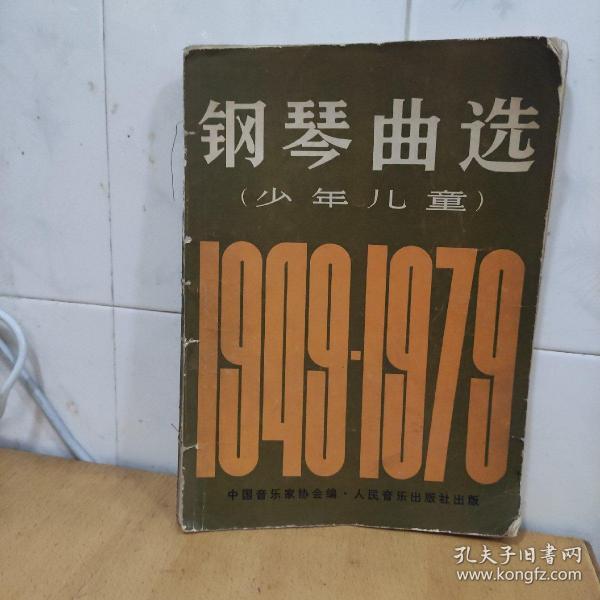 钢琴曲选
(少年儿童)
1949-1979
中国音乐家协会编·人民音乐出版社出版
孔夫子旧书网
www.kongfz.com